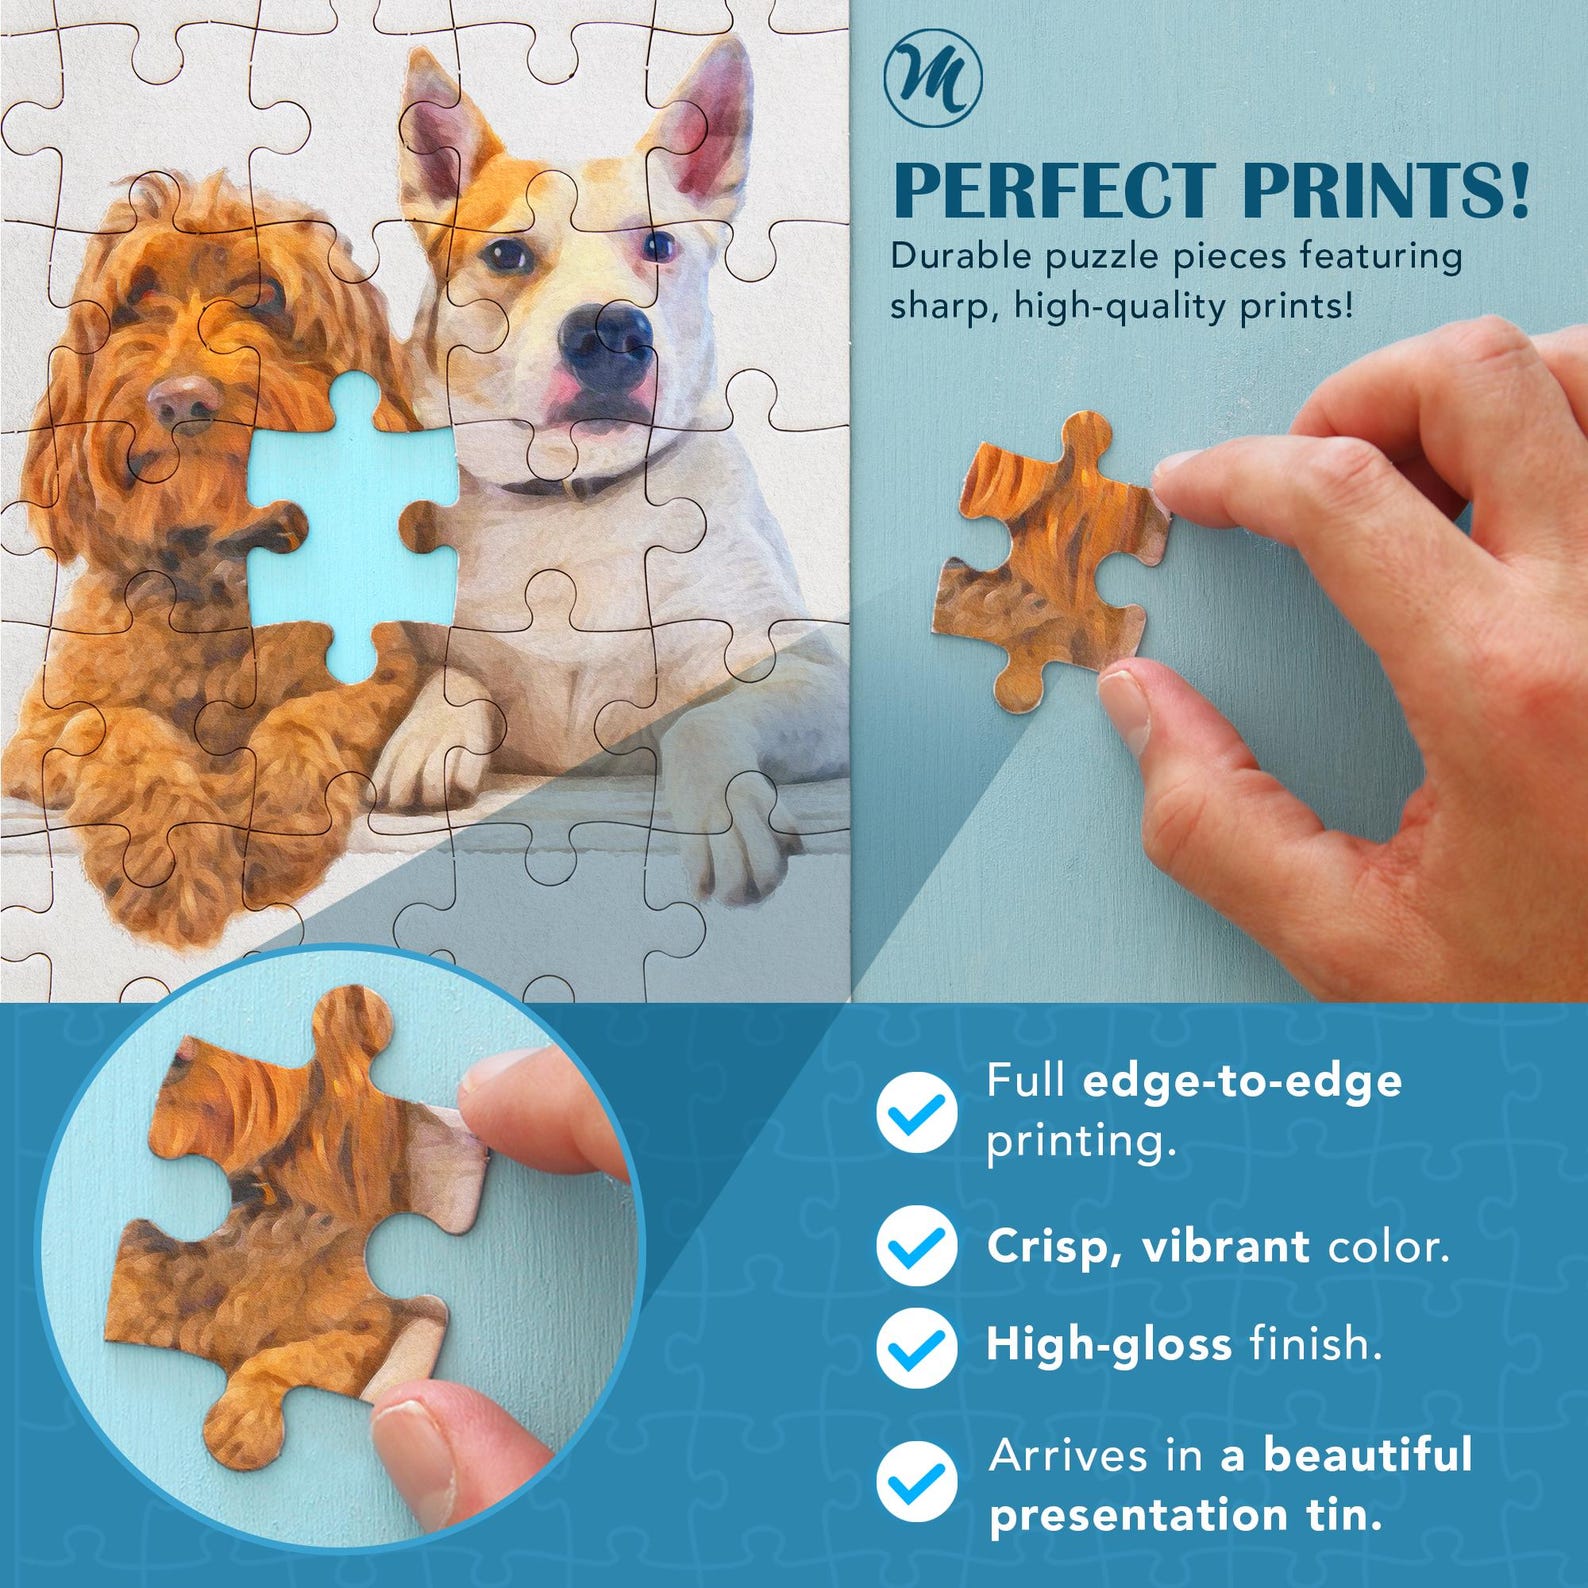 M
PERFECT PRINTS!
Durable puzzle pieces featuring
sharp, high-quality prints!
Full edge-to-edge
printing.
Crisp, vibrant color.
High-gloss finish.
Arrives in a beautiful
presentation tin.